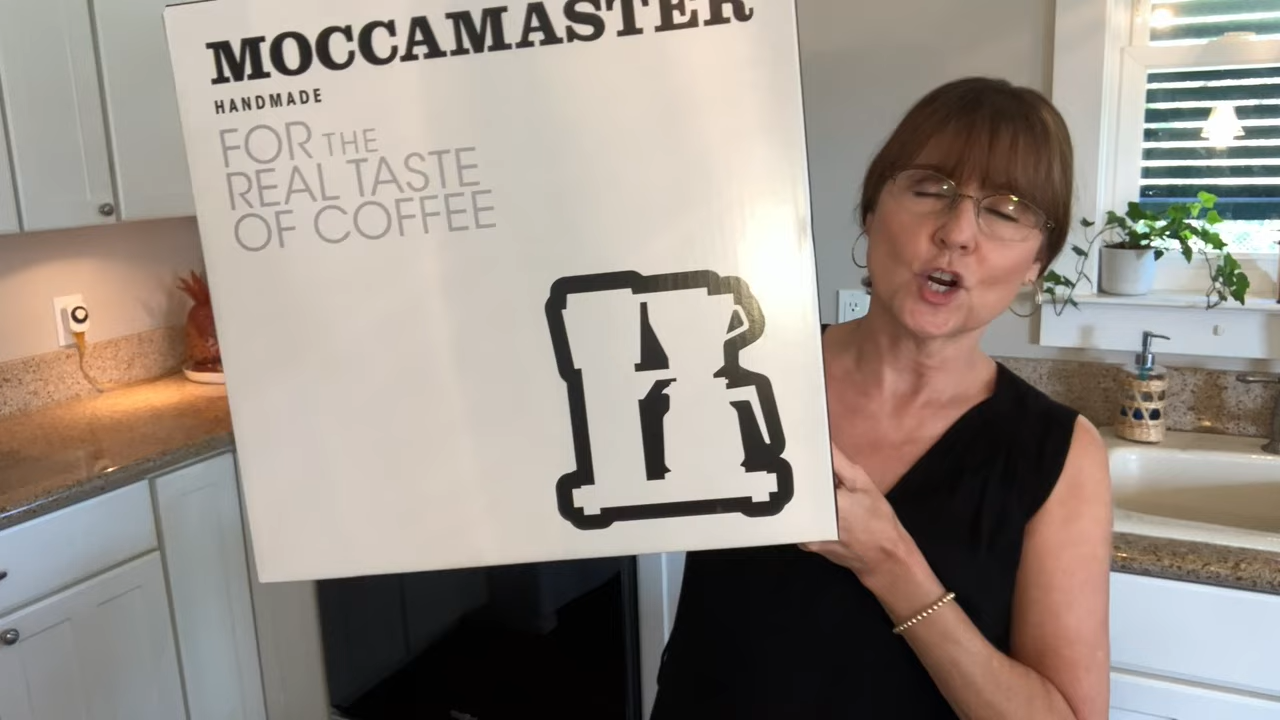 MOCCAMASTER
HANDMADE
FOR THE
REAL TASTE
OF COFFEE